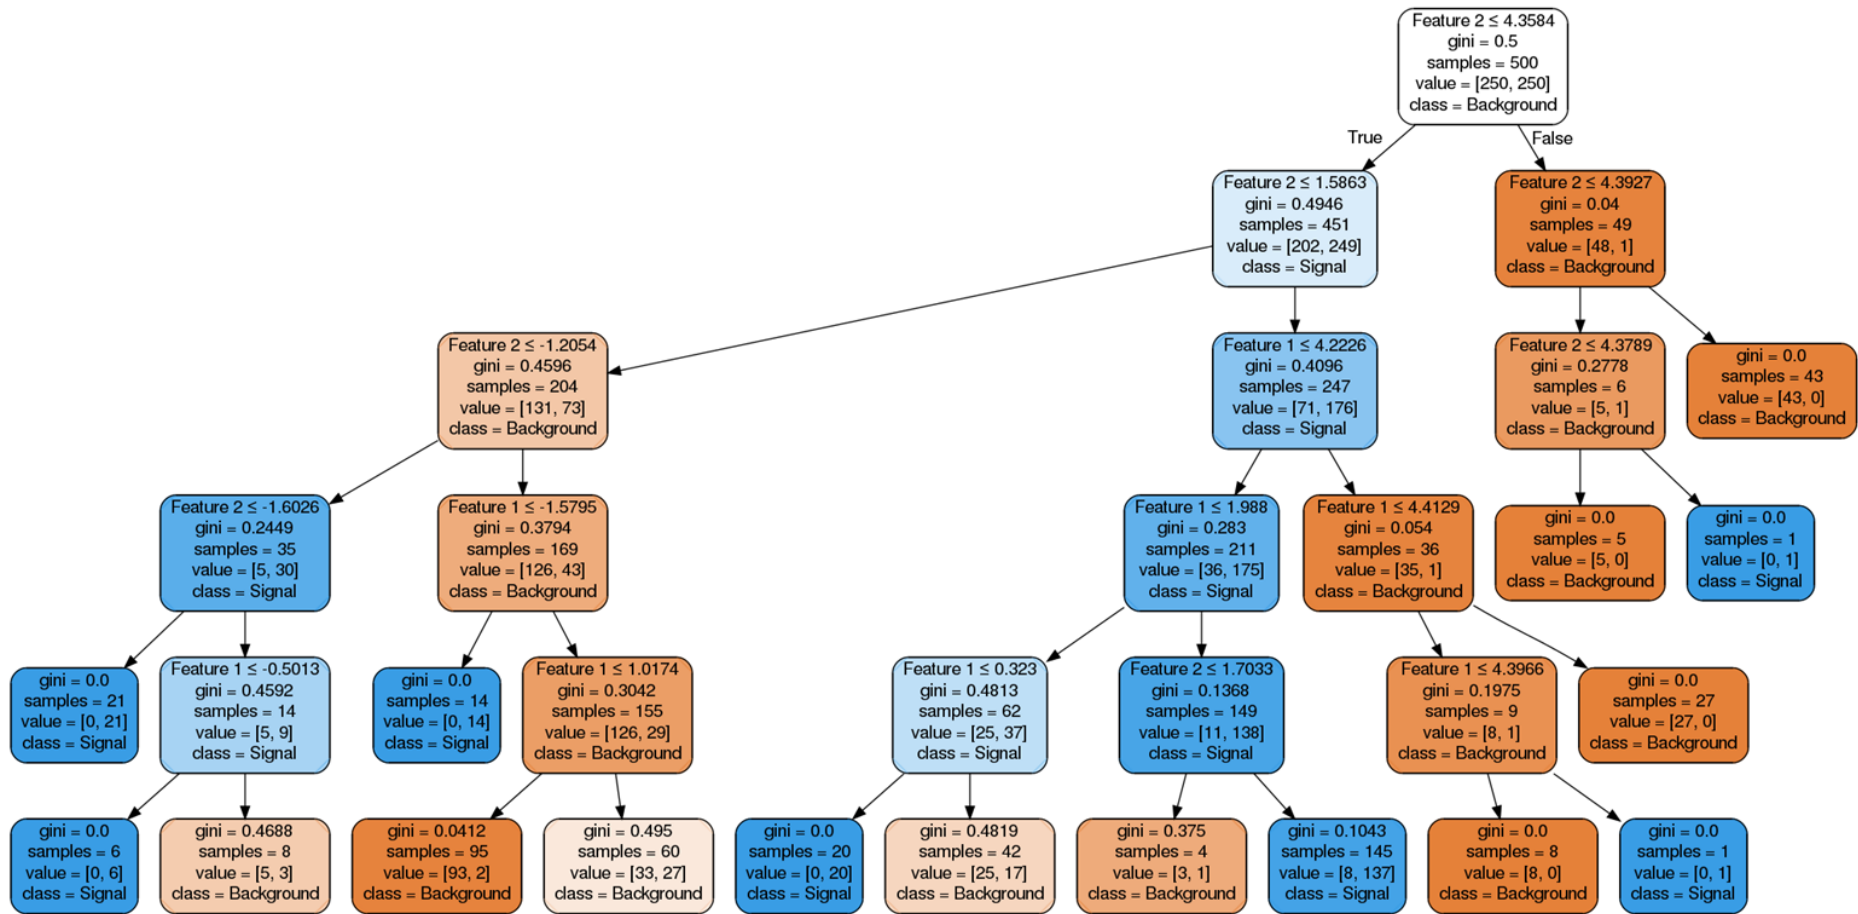 Feature 2 ≤ 4.3584
gini = 0.5
samples = 500
value = [250, 250]
class = Background
True
False
Feature 2 ≤ 1.5863
gini = 0.4946
samples = 451
value = [202, 249]
class = Signal
Feature 2 ≤ 4.3927
gini = 0.04
samples = 49
value = [48, 1]
class = Background
Feature 2 ≤ -1.2054
gini = 0.4596
samples = 204
value = [131, 73]
class = Background
Feature 1 ≤ 4.2226
gini = 0.4096
samples = 247
value = [71, 176]
class = Signal
Feature 2 ≤ 4.3789
gini = 0.2778
samples = 6
value = [5, 1]
class = Background
gini = 0.0
samples = 43
value = [43, 0]
class = Background
Feature 2 ≤ -1.6026
gini = 0.2449
samples = 35
value = [5, 30]
class = Signal
Feature 1 ≤ -1.5795
gini = 0.3794
samples = 169
value = [126, 43]
class = Background
Feature 1 ≤ 1.988
gini = 0.283
samples = 211
value = [36, 175]
class = Signal
Feature 1 ≤ 4.4129
gini = 0.054
samples = 36
value = [35, 1]
class = Background
gini = 0.0
samples = 5
value = [5, 0]
class = Background
gini = 0.0
samples = 1
value = [0, 1]
class = Signal
gini = 0.0
samples = 21
value = [0, 21]
class = Signal
Feature 1 ≤ -0.5013
gini = 0.4592
samples = 14
value = [5, 9]
class = Signal
gini = 0.0
samples = 14
value = [0, 14]
class = Signal
Feature 1 ≤ 1.0174
gini = 0.3042
samples = 155
value = [126, 29]
class = Background
Feature 1 ≤ 0.323
gini = 0.4813
samples = 62
value = [25, 37]
class = Signal
Feature 2 ≤ 1.7033
gini = 0.1368
samples = 149
value = [11, 138]
class = Signal
Feature 1 ≤ 4.3966
gini = 0.1975
samples = 9
value = [8, 1]
class = Background
gini = 0.0
samples = 27
value = [27, 0]
class = Background
gini = 0.0
samples = 6
value = [0, 6]
class = Signal
gini = 0.4688
samples = 8
value = [5, 3]
class = Background
gini = 0.0412
samples = 95
value = [93, 2]
class = Background
gini = 0.495
samples = 60
value = [33, 27]
class = Background
gini = 0.0
samples = 20
value = [0, 20]
class = Signal
gini = 0.4819
samples = 42
value = [25, 17]
class = Background
gini = 0.375
samples = 4
value = [3, 1]
class = Background
gini = 0.1043
samples = 145
value = [8, 137]
class = Signal
gini = 0.0
samples = 8
value = [8, 0]
class = Background
gini = 0.0
samples = 1
value = [0, 1]
class = Signal